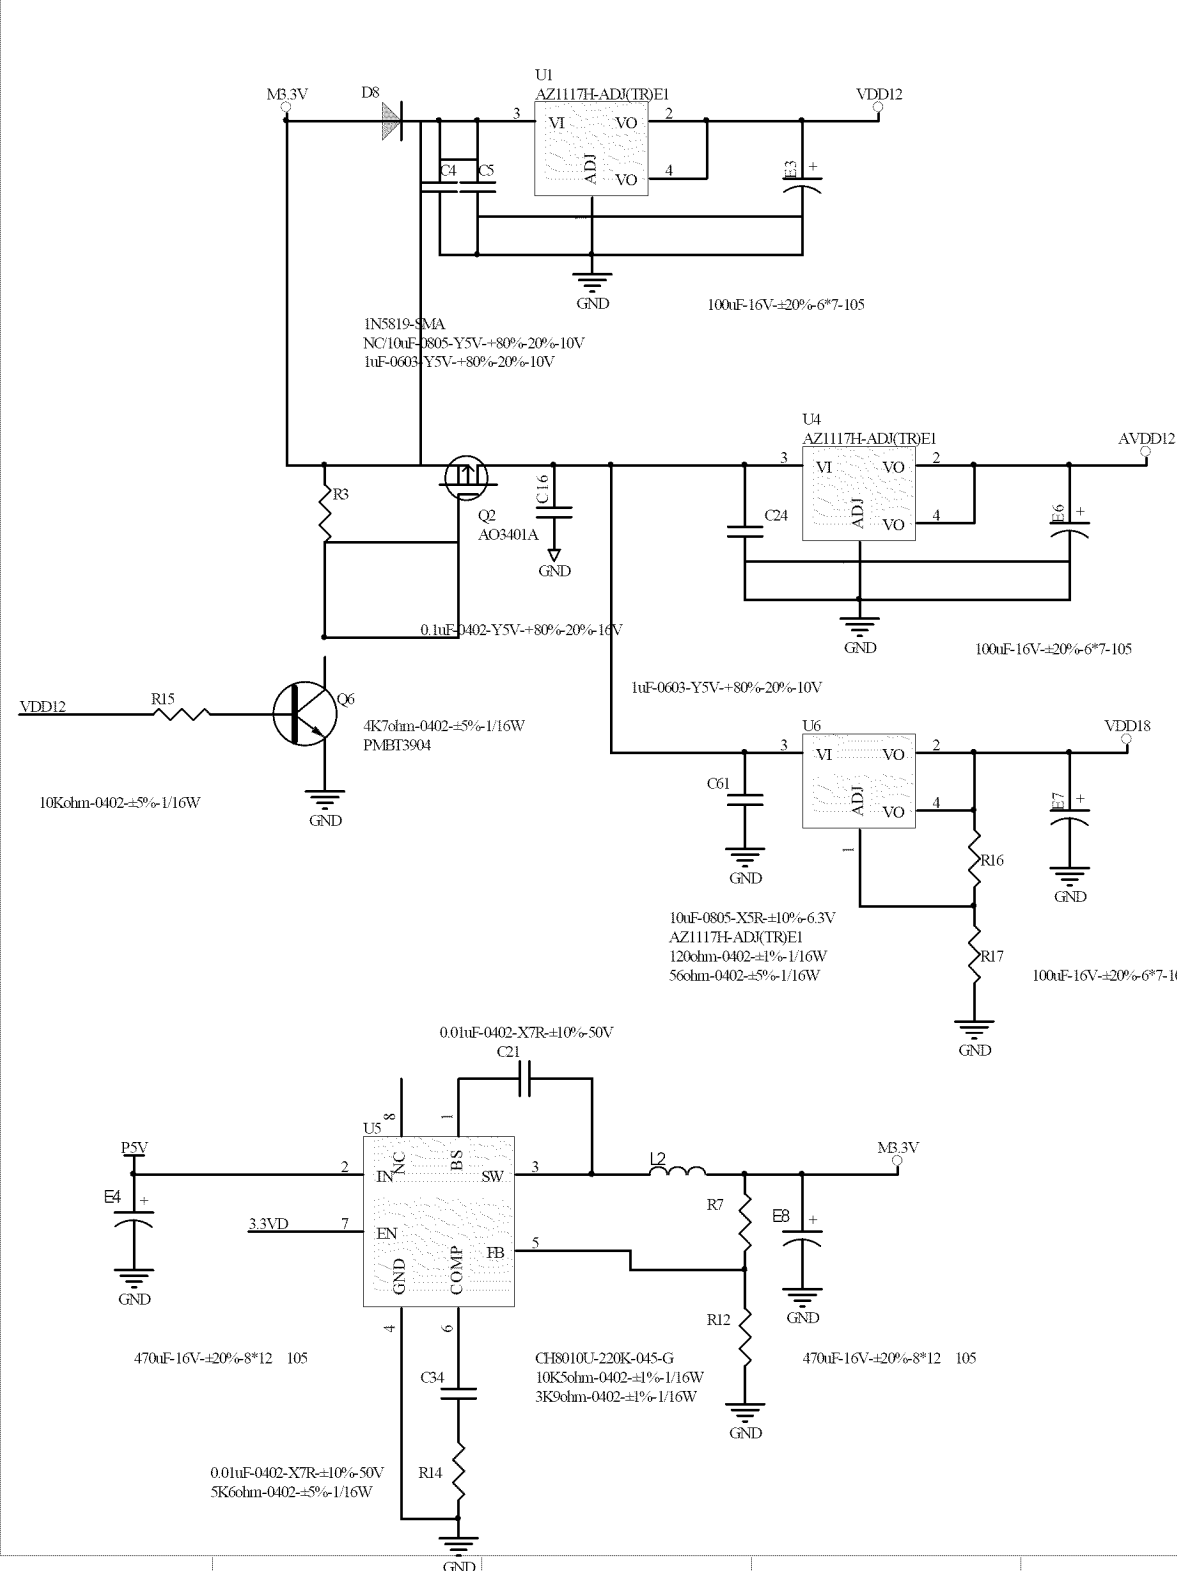 U1
AZ1117H-ADJ(TR)E1
M3.3V
D8
VDD12
3
VI
VO
2
ADJ
VO
4
C4
C5
E3
+
GND
100uF-16V-±20%-6*7-105
1N5819-SMA
NC/10uF-0805-Y5V-+80%-20%-10V
1uF-0603-Y5V-+80%-20%-10V
U4
AZ1117H-ADJ(TR)E1
AVDD12
3
VI
VO
2
ADJ
VO
4
R3
Q2
AO3401A
C16
GND
C24
E6
+
GND
0.1uF-0402-Y5V-+80%-20%-16V
100uF-16V-±20%-6*7-105
1uF-0603-Y5V-+80%-20%-10V
VDD12
R15
Q6
4K7ohm-0402-±5%-1/16W
PMBT3904
10Kohm-0402-±5%-1/16W
GND
U6
VDD18
3
VI
VO
2
ADJ
VO
4
1
C61
GND
E7
+
GND
R16
R17
GND
10uF-0805-X5R-±10%-6.3V
AZ1117H-ADJ(TR)E1
120ohm-0402-±1%-1/16W
56ohm-0402-±5%-1/16W
100uF-16V-±20%-6*7-1
0.01uF-0402-X7R-±10%-50V
C21
U5
8
1
P5V
M3.3V
2
IN
NC
BS
SW
3
L2
E4
+
GND
3.3VD
7
EN
GND
COMP
FB
5
R7
E8
+
GND
4
6
R12
GND
470uF-16V-±20%-8*12 105
CH8010U-220K-045-G
10K5ohm-0402-±1%-1/16W
3K9ohm-0402-±1%-1/16W
470uF-16V-±20%-8*12 105
C34
R14
0.01uF-0402-X7R-±10%-50V
5K6ohm-0402-±5%-1/16W
GND